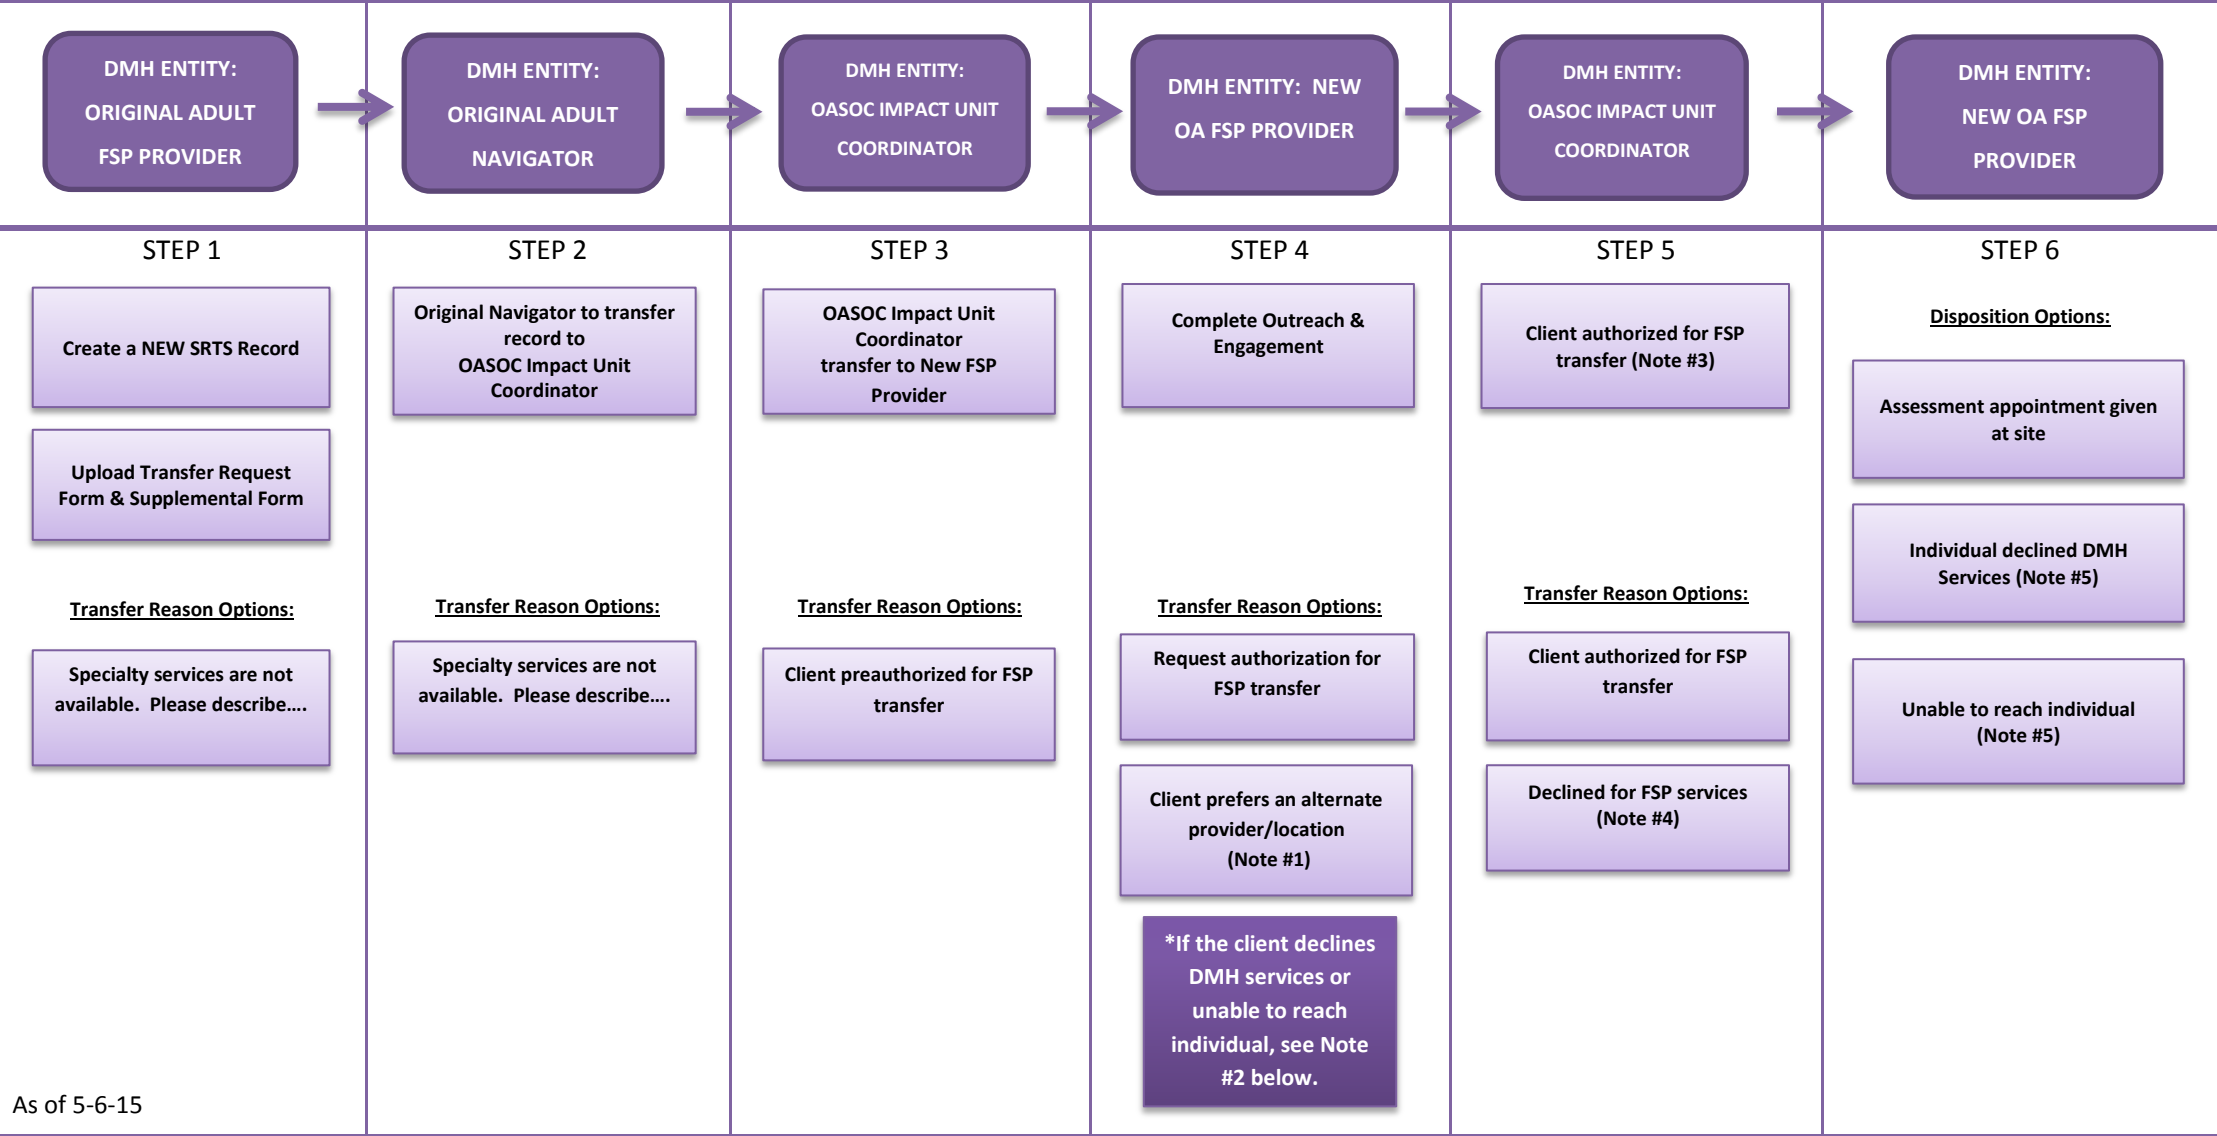 DMH ENTITY:
ORIGINAL ADULT
FSP PROVIDER
DMH ENTITY:
ORIGINAL ADULT
NAVIGATOR
DMH ENTITY:
OASOC IMPACT UNIT
COORDINATOR
DMH ENTITY: NEW
OA FSP PROVIDER
DMH ENTITY:
OASOC IMPACT UNIT
COORDINATOR
DMH ENTITY:
NEW OA FSP
PROVIDER
STEP 1
Create a NEW SRTS Record
Upload Transfer Request
Form & Supplemental Form
Transfer Reason Options:
Specialty services are not
available. Please describe....
STEP 2
Original Navigator to transfer
record to
OASOC Impact Unit
Coordinator
Transfer Reason Options:
Specialty services are not
available. Please describe....
STEP 3
OASOC Impact Unit
Coordinator
transfer to New FSP
Provider
Transfer Reason Options:
Client preauthorized for FSP
transfer
STEP 4
Complete Outreach &
Engagement
Transfer Reason Options:
Request authorization for
FSP transfer
Client prefers an alternate
provider/location
(Note #1)
*If the client declines
DMH services or
unable to reach
individual, see Note
#2 below.
STEP 5
Client authorized for FSP
transfer (Note #3)
Transfer Reason Options:
Client authorized for FSP
transfer
Declined for FSP services
(Note #4)
STEP 6
Disposition Options:
Assessment appointment given
at site
Individual declined DMH
Services (Note #5)
Unable to reach individual
(Note #5)
As of 5-6-15